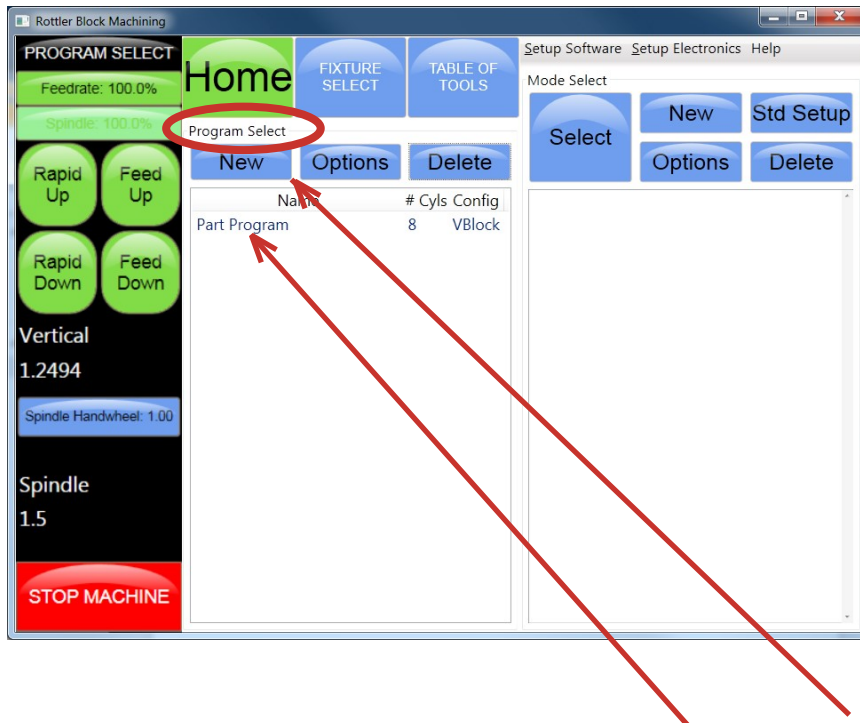 Rottler Block Machining
PROGRAM SELECT
Feedrate: 100.0%
Spindle: 100.0%
Rapid Up
Feed Up
Rapid Down
Feed Down
Vertical
1.2494
Spindle Handwheel: 1.00
Spindle
1.5
STOP MACHINE
Home
FIXTURE SELECT
TABLE OF TOOLS
Program Select
New Options Delete
Name # Cyls Config
Part Program 8 VBlock
Setup Software Setup Electronics Help
Mode Select
Select
New Std Setup
Options Delete